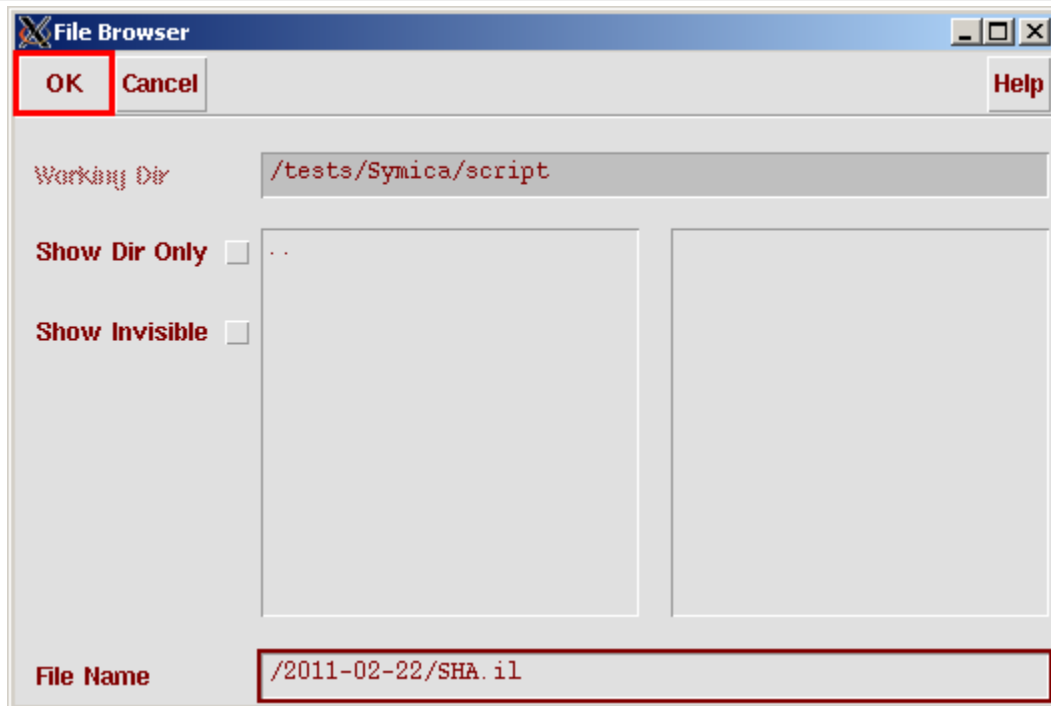 File Browser
OK Cancel Help
Working Dir /tests/Symica/script
Show Dir Only ..
Show Invisible
File Name /2011-02-22/SHA.il